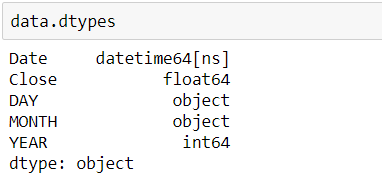 data.dtypes
Date     datetime64[ns]
Close           float64
DAY              object
MONTH            object
YEAR              int64
dtype: object